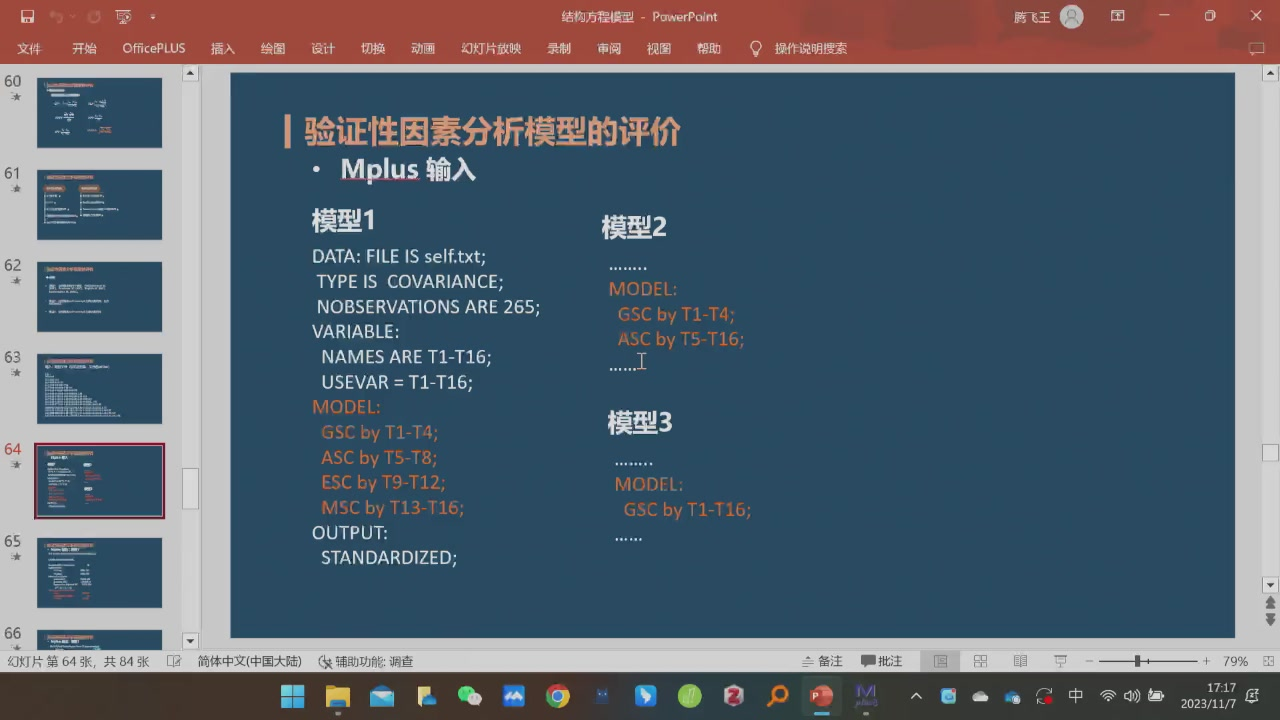 结构方程模型 - PowerPoint
腾飞王
文件 开始 OfficePLUS 插入 绘图 设计 切换 动画 幻灯片放映 录制 审阅 视图 帮助 操作说明搜索
60
61
62
63
64
65
66
验证性因素分析模型的评价
• Mplus 输入
模型1
DATA: FILE IS self.txt;
TYPE IS COVARIANCE;
NOBSERVATIONS ARE 265;
VARIABLE:
NAMES ARE T1-T16;
USEVAR = T1-T16;
MODEL:
GSC by T1-T4;
ASC by T5-T8;
ESC by T9-T12;
MSC by T13-T16;
OUTPUT:
STANDARDIZED;
模型2
........
MODEL:
GSC by T1-T4;
ASC by T5-T16;
......
模型3
........
MODEL:
GSC by T1-T16;
......
幻灯片 第 64 张，共 84 张 简体中文(中国大陆) 辅助功能: 调查 备注 批注 79%
中 17:17
2023/11/7